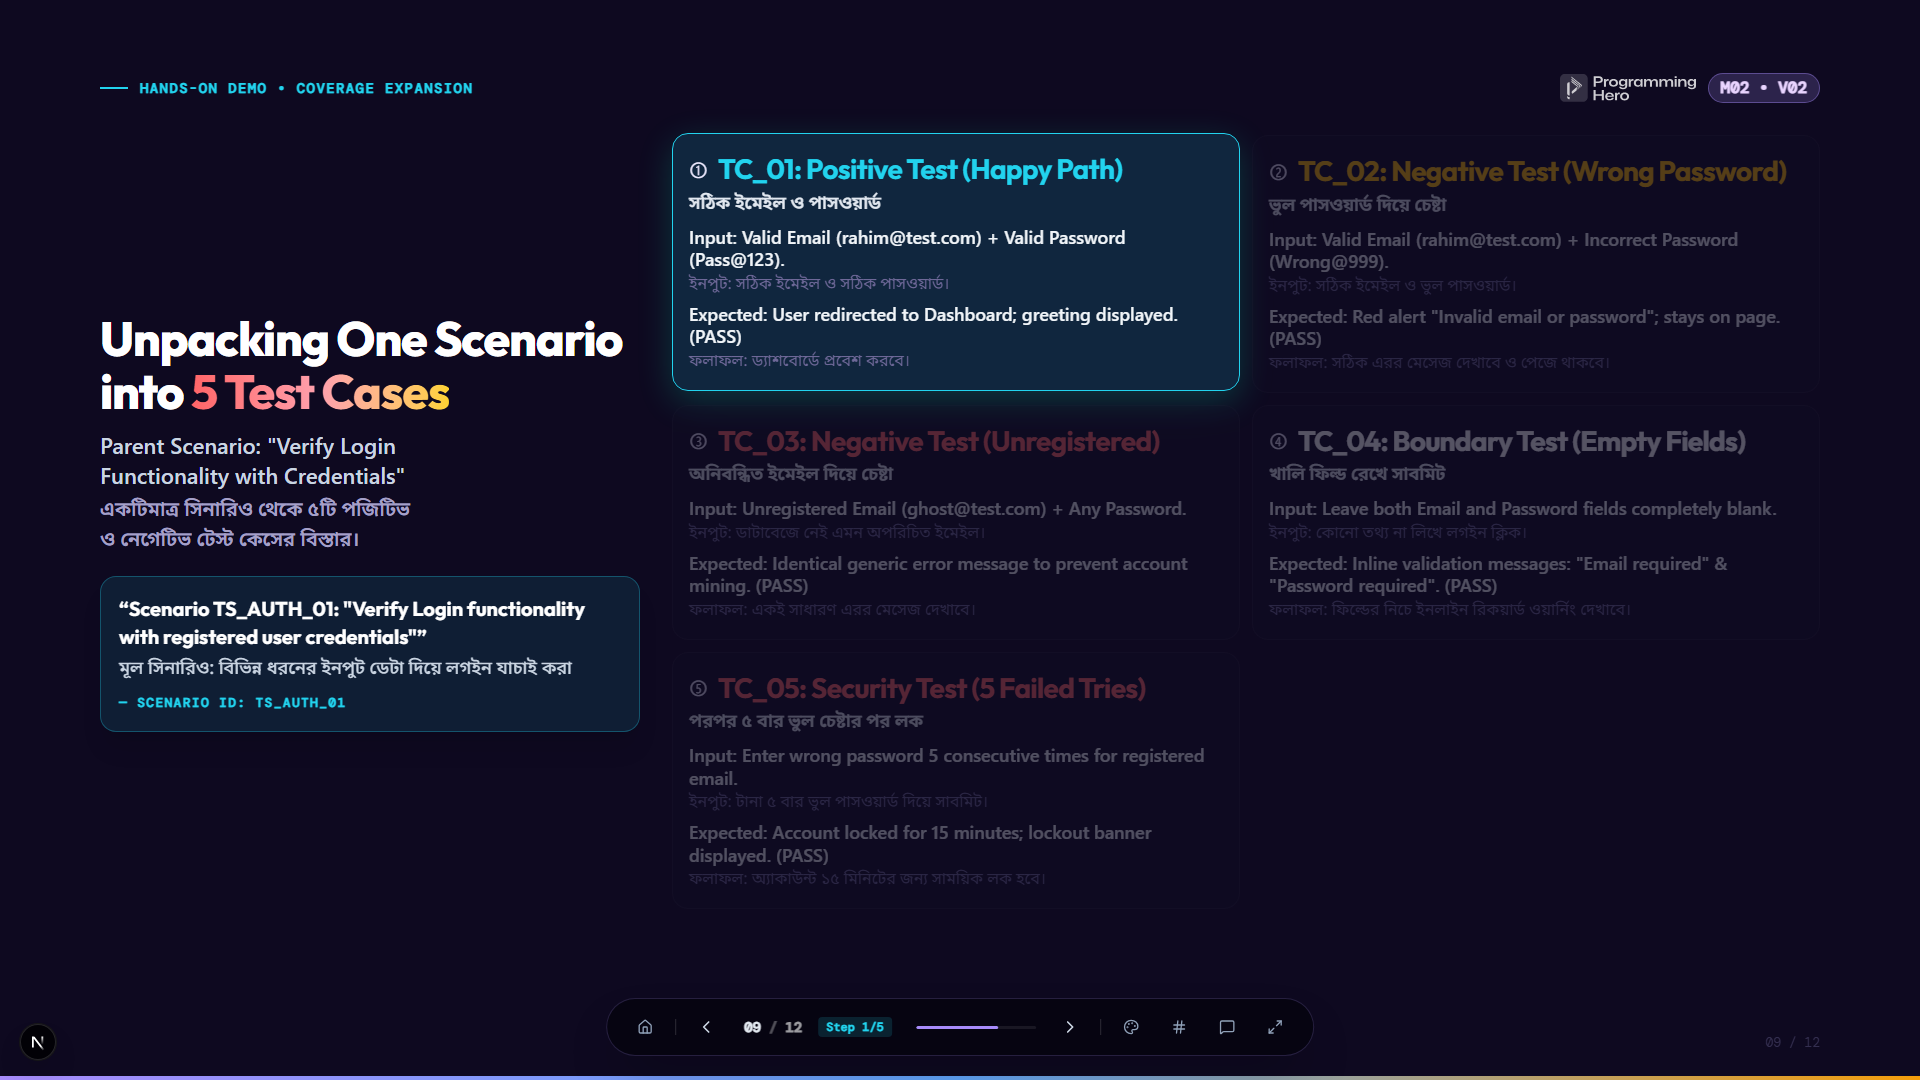 HANDS-ON DEMO • COVERAGE EXPANSION
Programming
Hero
M02 • V02
Unpacking One Scenario
into 5 Test Cases
Parent Scenario: "Verify Login
Functionality with Credentials"
একটিমাত্র সিনারিও থেকে ৫টি পজিটিভ
ও নেগেটিভ টেস্ট কেসের বিস্তার।
“Scenario TS_AUTH_01: "Verify Login functionality
with registered user credentials"”
মূল সিনারিও: বিভিন্ন ধরনের ইনপুট ডেটা দিয়ে লগইন যাচাই করা
— SCENARIO ID: TS_AUTH_01
① TC_01: Positive Test (Happy Path)
সঠিক ইমেইল ও পাসওয়ার্ড
Input: Valid Email (rahim@test.com) + Valid Password
(Pass@123).
ইনপুট: সঠিক ইমেইল ও সঠিক পাসওয়ার্ড।
Expected: User redirected to Dashboard; greeting displayed.
(PASS)
ফলাফল: ড্যাশবোর্ডে প্রবেশ করবে।
② TC_02: Negative Test (Wrong Password)
ভুল পাসওয়ার্ড দিয়ে চেষ্টা
Input: Valid Email (rahim@test.com) + Incorrect Password
(Wrong@999).
ইনপুট: সঠিক ইমেইল ও ভুল পাসওয়ার্ড।
Expected: Red alert "Invalid email or password"; stays on page.
(PASS)
ফলাফল: সঠিক এরর মেসেজ দেখাবে ও পেজে থাকবে।
③ TC_03: Negative Test (Unregistered)
অনিবন্ধিত ইমেইল দিয়ে চেষ্টা
Input: Unregistered Email (ghost@test.com) + Any Password.
ইনপুট: ডাটাবেজে নেই এমন অপরিচিত ইমেইল।
Expected: Identical generic error message to prevent account
mining. (PASS)
ফলাফল: একই সাধারণ এরর মেসেজ দেখাবে।
④ TC_04: Boundary Test (Empty Fields)
খালি ফিল্ড রেখে সাবমিট
Input: Leave both Email and Password fields completely blank.
ইনপুট: কোনো তথ্য না লিখে লগইন ক্লিক।
Expected: Inline validation messages: "Email required" &
"Password required". (PASS)
ফলাফল: ফিল্ডের নিচে ইনলাইন রিকয়ার্ড ওয়ার্নিং দেখাবে।
⑤ TC_05: Security Test (5 Failed Tries)
পরপর ৫ বার ভুল চেষ্টার পর লক
Input: Enter wrong password 5 consecutive times for registered
email.
ইনপুট: টানা ৫ বার ভুল পাসওয়ার্ড দিয়ে সাবমিট।
Expected: Account locked for 15 minutes; lockout banner
displayed. (PASS)
ফলাফল: অ্যাকাউন্ট ১৫ মিনিটের জন্য সাময়িক লক হবে।
N
09 / 12
Step 1/5
09 / 12